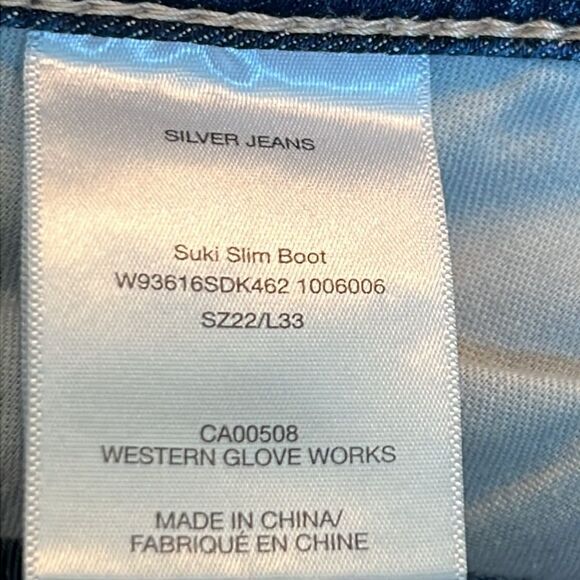 SILVER JEANS
Suki Slim Boot
W93616SDK462 1006006
SZ22/L33
CA00508
WESTERN GLOVE WORKS
MADE IN CHINA/
FABRIQUÉ EN CHINE